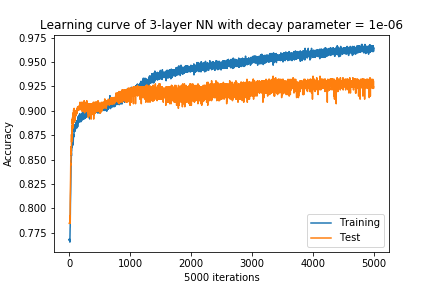 Learning curve of 3-layer NN with decay parameter = 1e-06
0.975
0.950
0.925
0.900
0.875
0.850
0.825
0.800
0.775
Accuracy
Training
Test
0 1000 2000 3000 4000 5000
5000 iterations